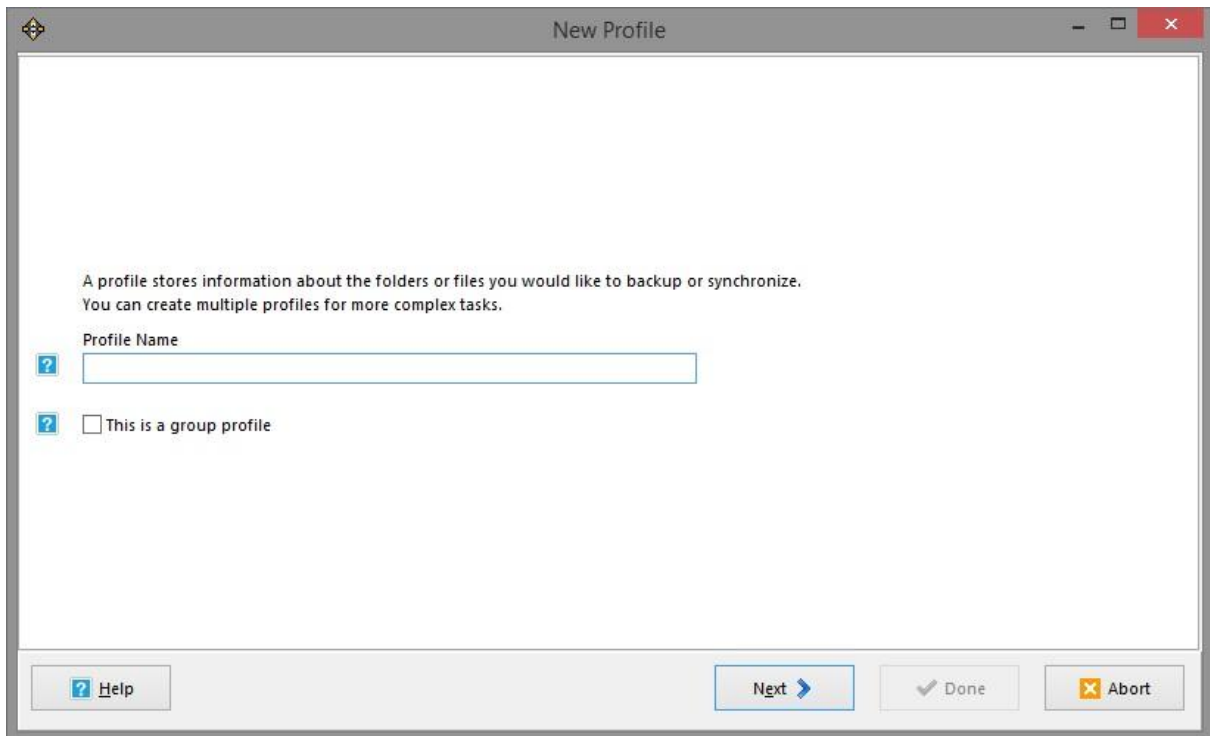 New Profile
A profile stores information about the folders or files you would like to backup or synchronize.
You can create multiple profiles for more complex tasks.
Profile Name
This is a group profile
Help
Next
Done
Abort